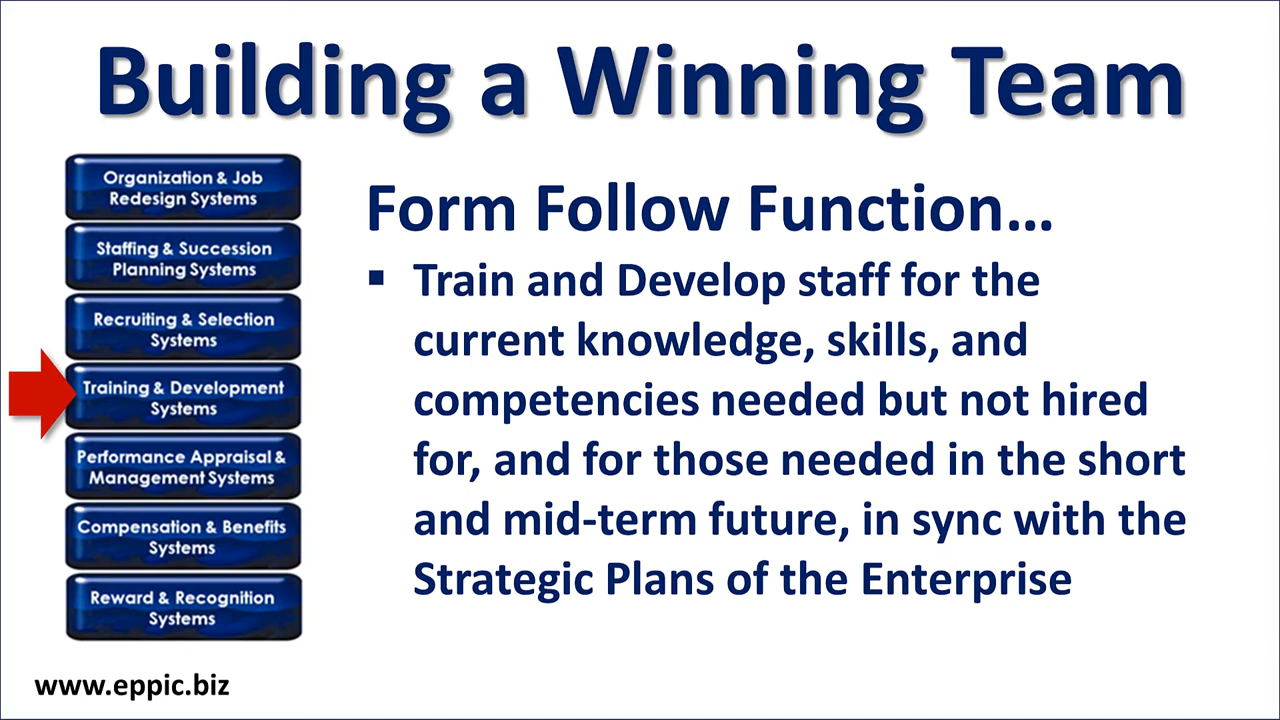 Building a Winning Team
Organization & Job
Redesign Systems
Staffing & Succession
Planning Systems
Recruiting & Selection
Systems
Training & Development
Systems
Performance Appraisal &
Management Systems
Compensation & Benefits
Systems
Reward & Recognition
Systems
Form Follow Function...
▪ Train and Develop staff for the
current knowledge, skills, and
competencies needed but not hired
for, and for those needed in the short
and mid-term future, in sync with the
Strategic Plans of the Enterprise
www.eppic.biz